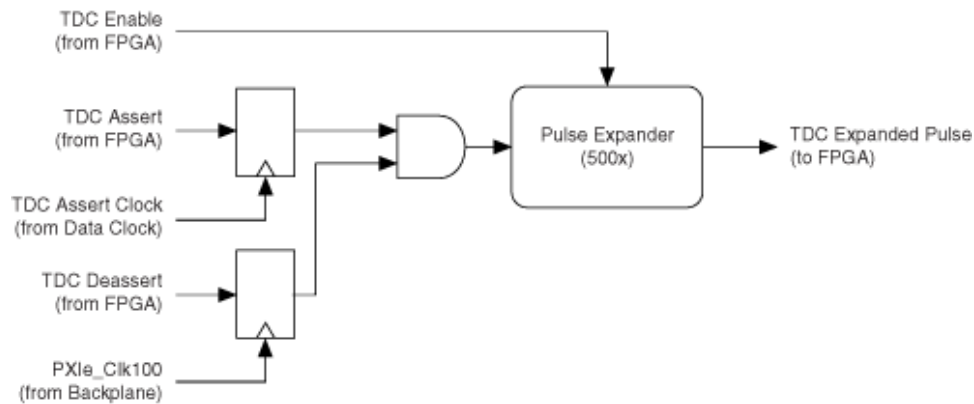 TDC Enable
(from FPGA)
TDC Assert
(from FPGA)
Pulse Expander
(500x)
TDC Expanded Pulse
(to FPGA)
TDC Assert Clock
(from Data Clock)
TDC Deassert
(from FPGA)
PXIe_Clk100
(from Backplane)